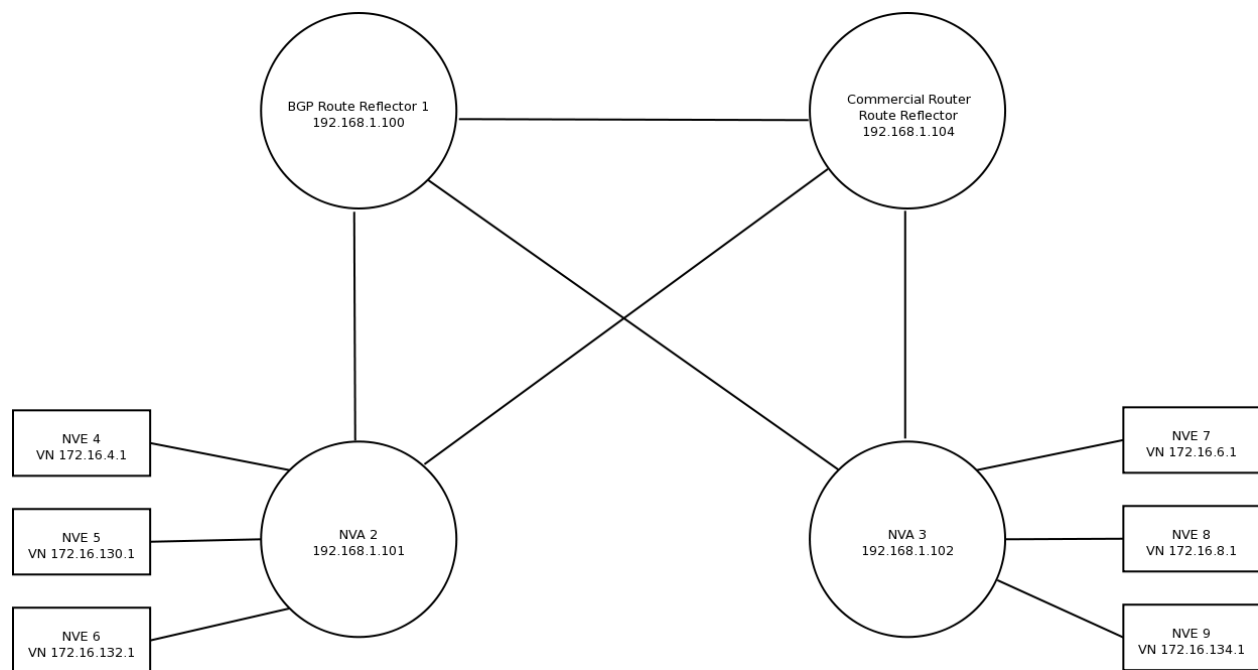 BGP Route Reflector 1
192.168.1.100
Commercial Router
Route Reflector
192.168.1.104
NVE 4
VN 172.16.4.1
NVE 5
VN 172.16.130.1
NVE 6
VN 172.16.132.1
NVA 2
192.168.1.101
NVA 3
192.168.1.102
NVE 7
VN 172.16.6.1
NVE 8
VN 172.16.8.1
NVE 9
VN 172.16.134.1